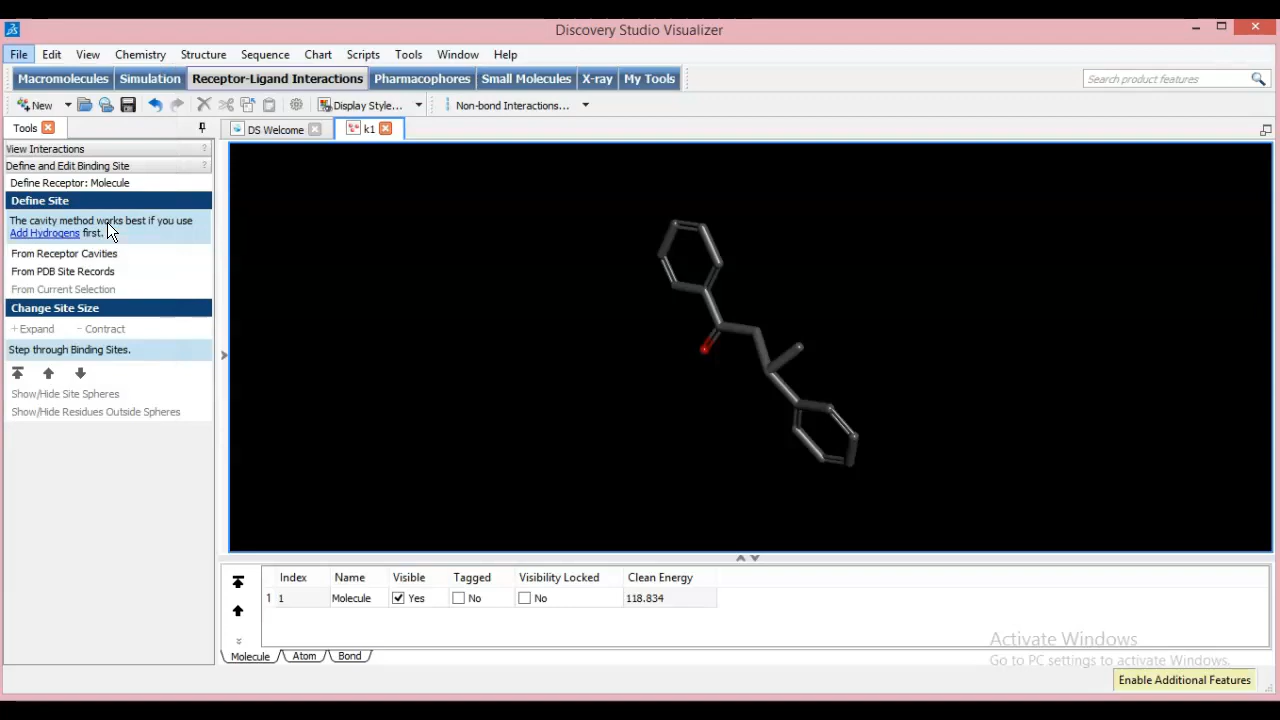 Discovery Studio Visualizer
File Edit View Chemistry Structure Sequence Chart Scripts Tools Window Help
Macromolecules Simulation Receptor-Ligand Interactions Pharmacophores Small Molecules X-ray My Tools Search product features
New Display Style... Non-bond Interactions...
Tools DS Welcome k1
View Interactions ?
Define and Edit Binding Site ?
Define Receptor: Molecule
Define Site
The cavity method works best if you use
Add Hydrogens first.
From Receptor Cavities
From PDB Site Records
From Current Selection
Change Site Size
+ Expand - Contract
Step through Binding Sites.
Show/Hide Site Spheres
Show/Hide Residues Outside Spheres
Index Name Visible Tagged Visibility Locked Clean Energy
1 1 Molecule Yes No No 118.834
Molecule Atom Bond
Activate Windows
Go to PC settings to activate Windows.
Enable Additional Features